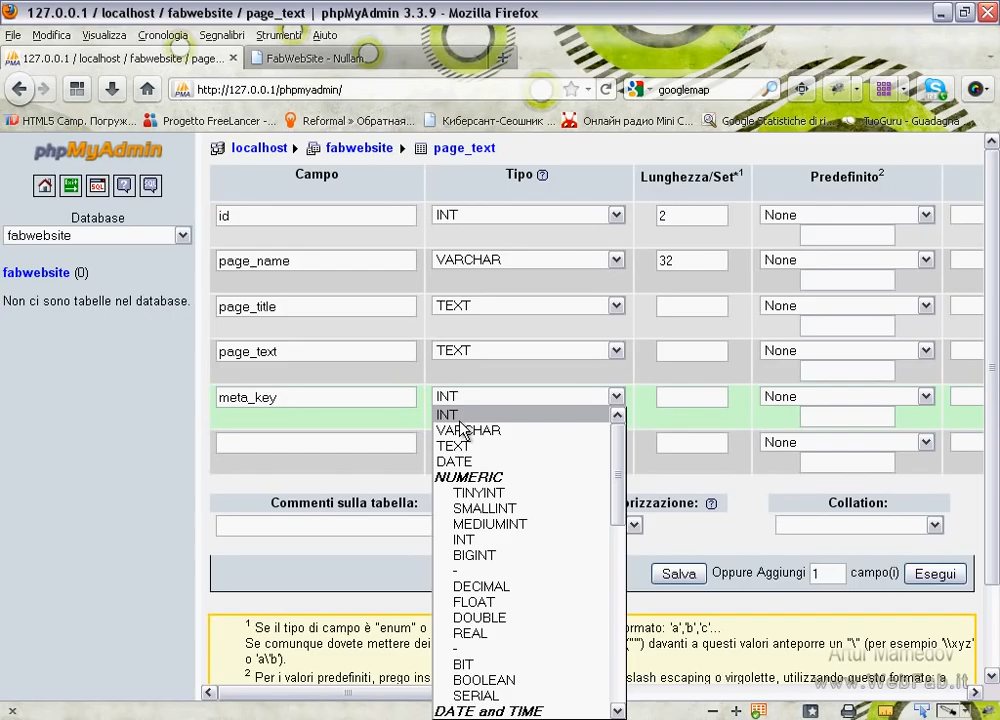 127.0.0.1 / localhost / fabwebsite / page_text | phpMyAdmin 3.3.9 - Mozilla Firefox
File Modifica Visualizza Cronologia Segnalibri Strumenti Aiuto
127.0.0.1 / localhost / fabwebsite / page... FabWebSite - Nullam...
http://127.0.0.1/phpmyadmin/ googlemap
HTML5 Camp. Погруж... Progetto FreeLancer -... Reformal » Обратная... Киберсант-Сеошник ... Онлайн радио Mini C... Google Statistiche di ri... TuoGuru - Guadagna...
phpMyAdmin
localhost fabwebsite page_text
SQL
Database
fabwebsite
fabwebsite (0)
Non ci sono tabelle nel database.
Campo Tipo Lunghezza/Set*1 Predefinito2
id INT 2 None
page_name VARCHAR 32 None
page_title TEXT None
page_text TEXT None
meta_key INT None
INT
VARCHAR
TEXT
DATE
NUMERIC
TINYINT
SMALLINT
MEDIUMINT
INT
BIGINT
-
DECIMAL
FLOAT
DOUBLE
REAL
-
BIT
BOOLEAN
SERIAL
DATE and TIME
None
Commenti sulla tabella: Collation:
Salva Oppure Aggiungi 1 campo(i) Esegui
1 Se il tipo di campo è "enum" o formato: 'a','b','c'...
Se comunque dovete mettere dei davanti a questi valori anteporre un "\" (per esempio '\\xyz'
o 'a\'b').
2 Per i valori predefiniti, prego ins slash escaping o virgolette, utilizzando questo formato: a
Artur Mamedov
www.WebFab.it